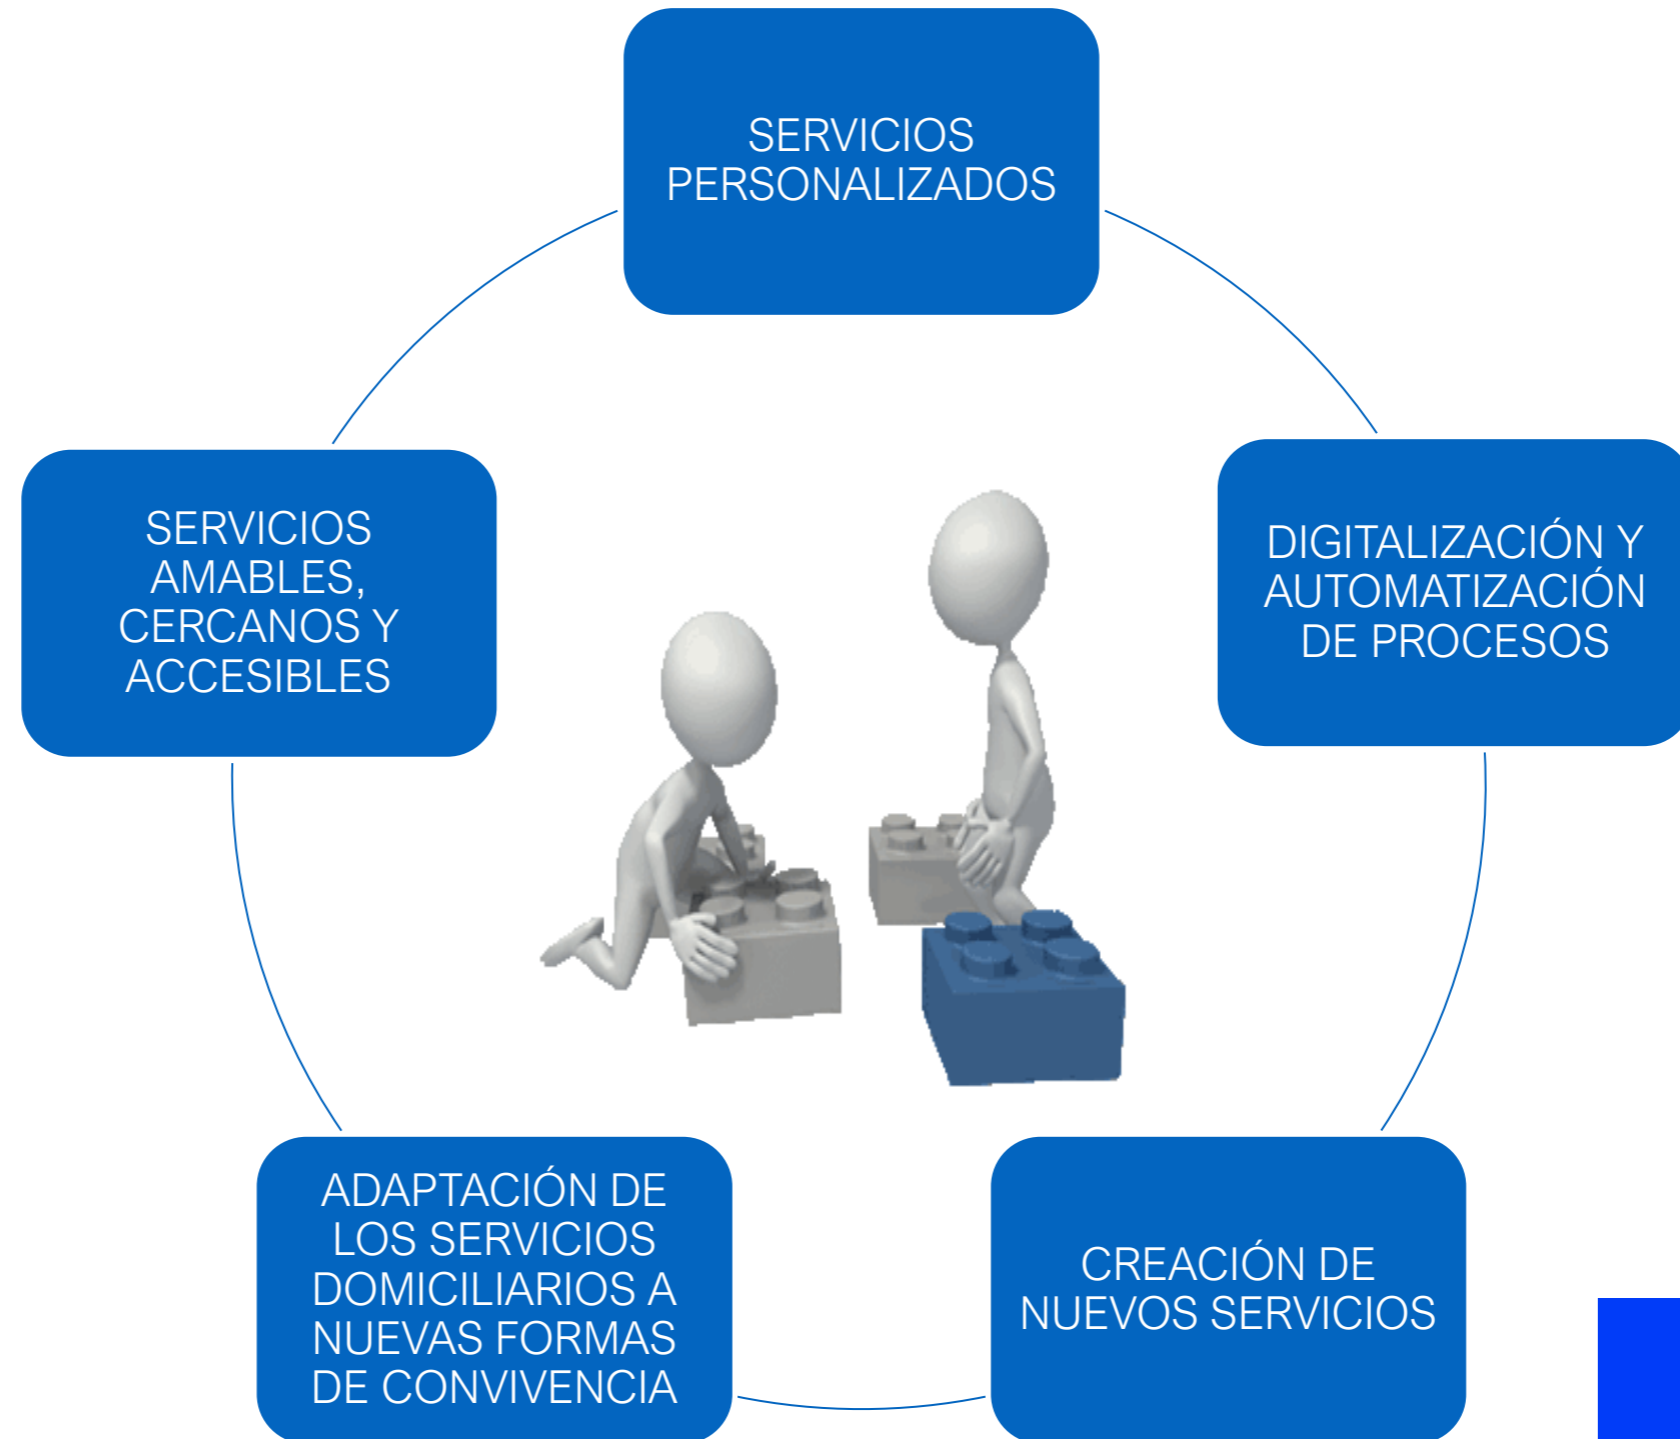 SERVICIOS
PERSONALIZADOS
DIGITALIZACIÓN Y
AUTOMATIZACIÓN
DE PROCESOS
CREACIÓN DE
NUEVOS SERVICIOS
ADAPTACIÓN DE
LOS SERVICIOS
DOMICILIARIOS A
NUEVAS FORMAS
DE CONVIVENCIA
SERVICIOS
AMABLES,
CERCANOS Y
ACCESIBLES